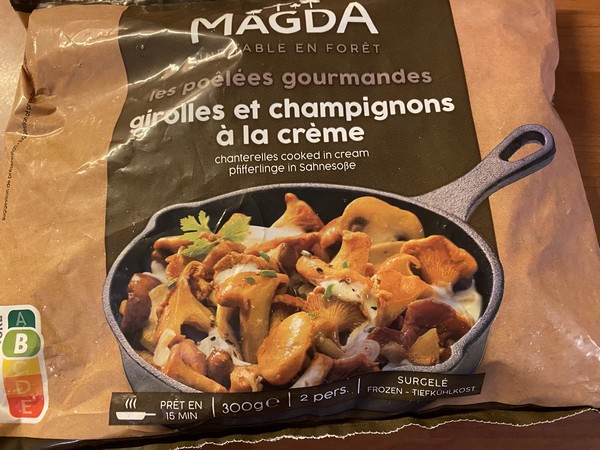 MAGDA
EN FORÊT
les poêlées gourmandes
girolles et champignons
à la crème
chanterelles cooked in cream
pfifferlinge in Sahnesoße
A
B
C
D
E
PRÊT EN
15 MIN
300g e
2 pers.
SURGELÉ
FROZEN - TIEFKÜHLKOST